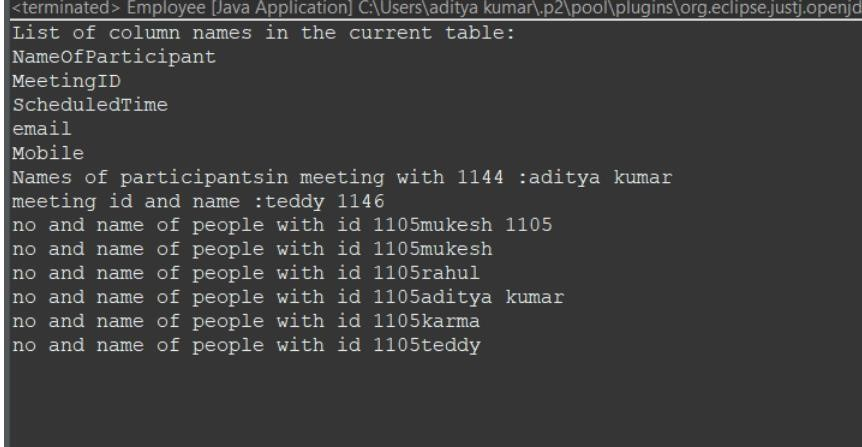 <terminated> Employee [Java Application] C:\Users\aditya kumar\.p2\pool\plugins\org.eclipse.justj.openjd
List of column names in the current table:
NameOfParticipant
MeetingID
ScheduledTime
email
Mobile
Names of participantsin meeting with 1144 :aditya kumar
meeting id and name :teddy 1146
no and name of people with id 1105mukesh 1105
no and name of people with id 1105mukesh
no and name of people with id 1105rahul
no and name of people with id 1105aditya kumar
no and name of people with id 1105karma
no and name of people with id 1105teddy